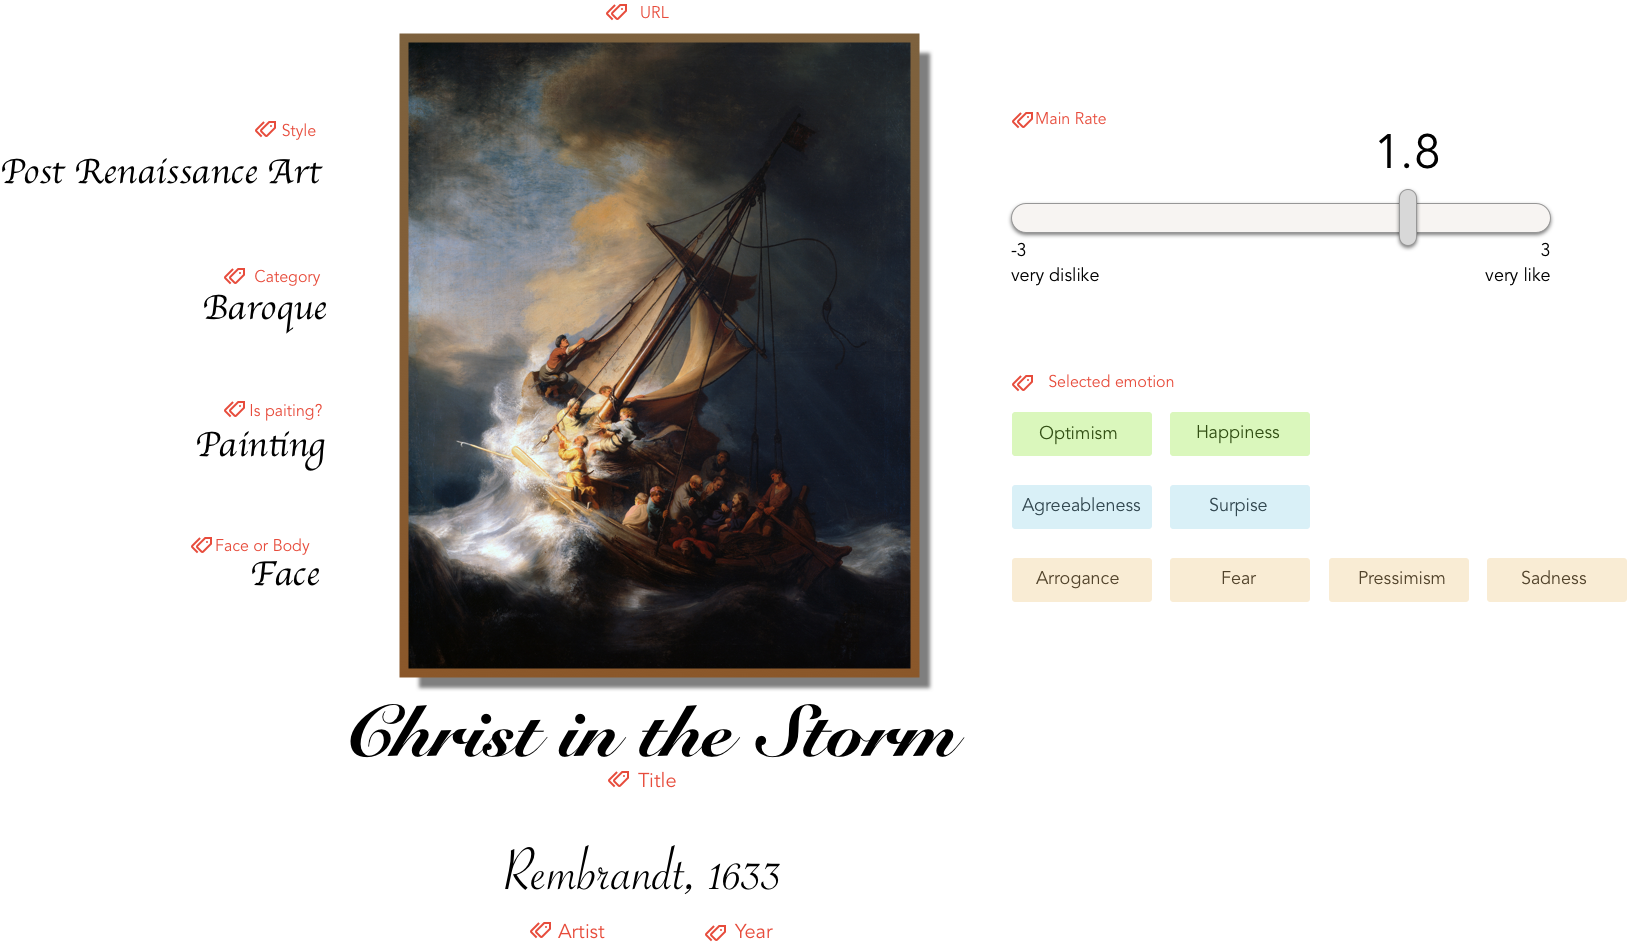 URL
Style
Post Renaissance Art
Category
Baroque
Is paiting?
Painting
Face or Body
Face
Christ in the Storm
Title
Rembrandt, 1633
Artist
Year
Main Rate
1.8
-3
3
very dislike
very like
Selected emotion
Optimism
Happiness
Agreeableness
Surpise
Arrogance
Fear
Pressimism
Sadness